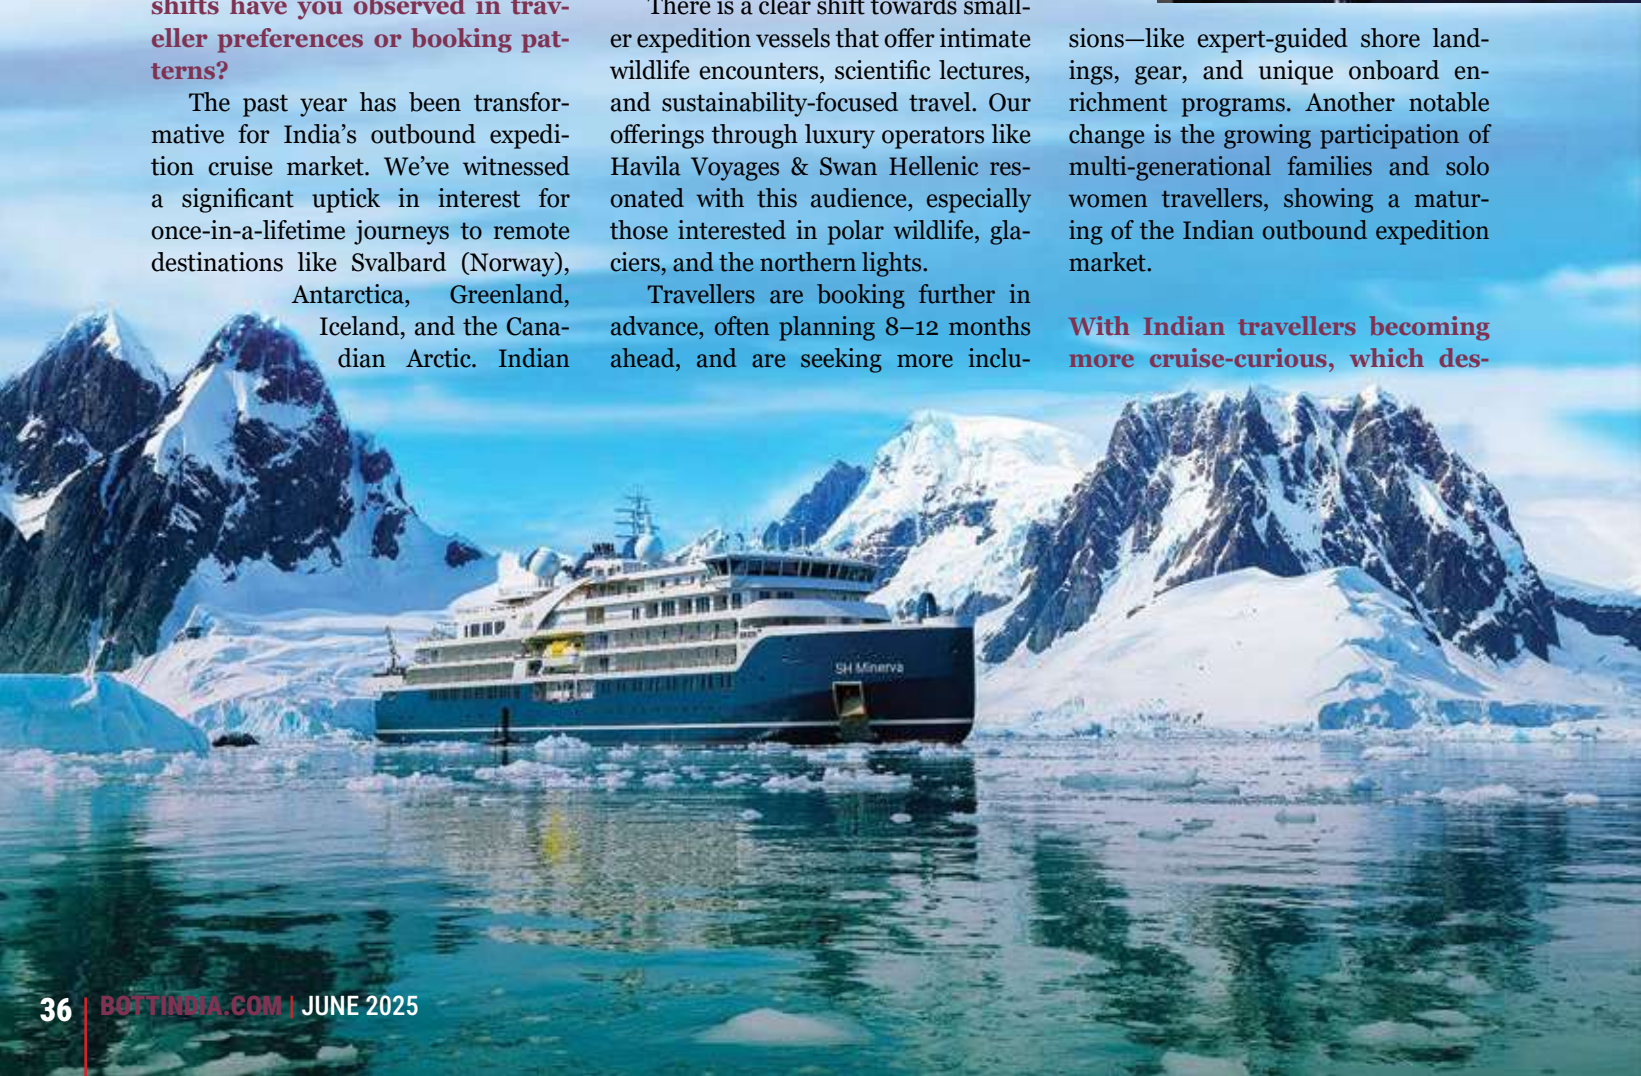 shifts have you observed in trav-
eller preferences or booking pat-
terns?
The past year has been transfor-
mative for India's outbound expedi-
tion cruise market. We've witnessed
a significant uptick in interest for
once-in-a-lifetime journeys to remote
destinations like Svalbard (Norway),
Antarctica, Greenland,
Iceland, and the Cana-
dian Arctic. Indian
There is a clear shift towards small-
er expedition vessels that offer intimate
wildlife encounters, scientific lectures,
and sustainability-focused travel. Our
offerings through luxury operators like
Havila Voyages & Swan Hellenic res-
onated with this audience, especially
those interested in polar wildlife, gla-
ciers, and the northern lights.
Travellers are booking further in
advance, often planning 8–12 months
ahead, and are seeking more inclu-
sions—like expert-guided shore land-
ings, gear, and unique onboard en-
richment programs. Another notable
change is the growing participation of
multi-generational families and solo
women travellers, showing a matur-
ing of the Indian outbound expedition
market.
With Indian travellers becoming
more cruise-curious, which des-
SH Minerva
36 | BOTTINDIA.COM | JUNE 2025